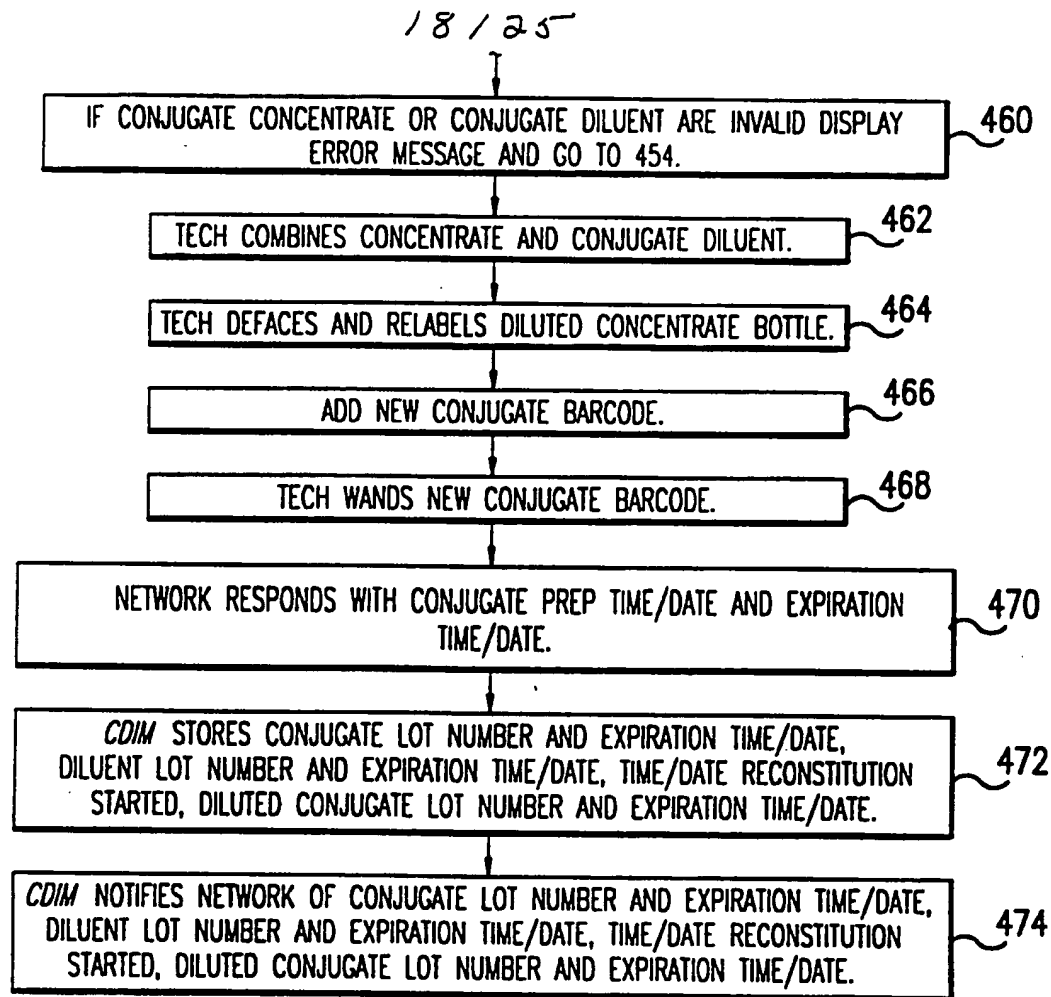 18/25
IF CONJUGATE CONCENTRATE OR CONJUGATE DILUENT ARE INVALID DISPLAY
ERROR MESSAGE AND GO TO 454.
460
TECH COMBINES CONCENTRATE AND CONJUGATE DILUENT.
462
TECH DEFACES AND RELABELS DILUTED CONCENTRATE BOTTLE.
464
ADD NEW CONJUGATE BARCODE.
466
TECH WANDS NEW CONJUGATE BARCODE.
468
NETWORK RESPONDS WITH CONJUGATE PREP TIME/DATE AND EXPIRATION
TIME/DATE.
470
CDIM STORES CONJUGATE LOT NUMBER AND EXPIRATION TIME/DATE,
DILUENT LOT NUMBER AND EXPIRATION TIME/DATE, TIME/DATE RECONSTITUTION
STARTED, DILUTED CONJUGATE LOT NUMBER AND EXPIRATION TIME/DATE.
472
CDIM NOTIFIES NETWORK OF CONJUGATE LOT NUMBER AND EXPIRATION TIME/DATE,
DILUENT LOT NUMBER AND EXPIRATION TIME/DATE, TIME/DATE RECONSTITUTION
STARTED, DILUTED CONJUGATE LOT NUMBER AND EXPIRATION TIME/DATE.
474